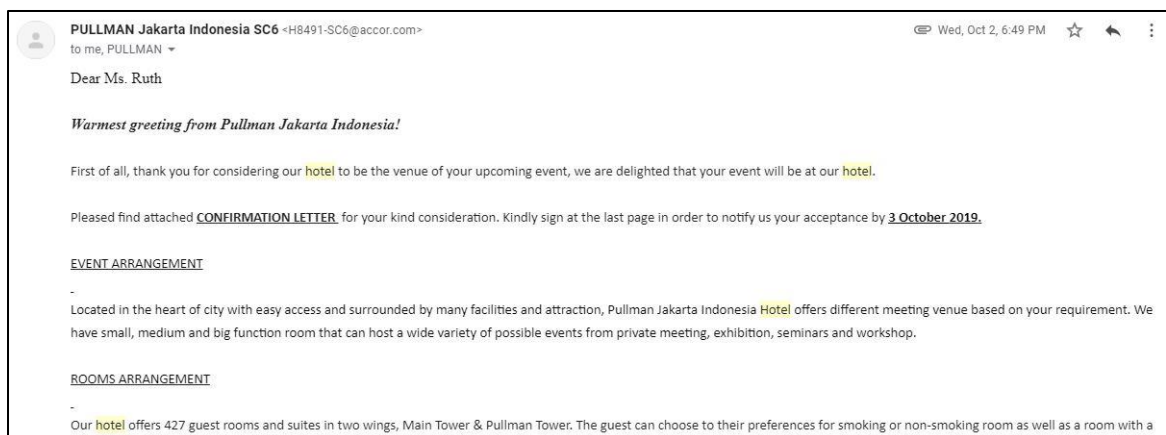 PULLMAN Jakarta Indonesia SC6 <H8491-SC6@accor.com>
Wed, Oct 2, 6:49 PM
to me, PULLMAN
Dear Ms. Ruth
Warmest greeting from Pullman Jakarta Indonesia!
First of all, thank you for considering our hotel to be the venue of your upcoming event, we are delighted that your event will be at our hotel.
Pleased find attached CONFIRMATION LETTER for your kind consideration. Kindly sign at the last page in order to notify us your acceptance by 3 October 2019.
EVENT ARRANGEMENT
Located in the heart of city with easy access and surrounded by many facilities and attraction, Pullman Jakarta Indonesia Hotel offers different meeting venue based on your requirement. We
have small, medium and big function room that can host a wide variety of possible events from private meeting, exhibition, seminars and workshop.
ROOMS ARRANGEMENT
Our hotel offers 427 guest rooms and suites in two wings, Main Tower & Pullman Tower. The guest can choose to their preferences for smoking or non-smoking room as well as a room with a